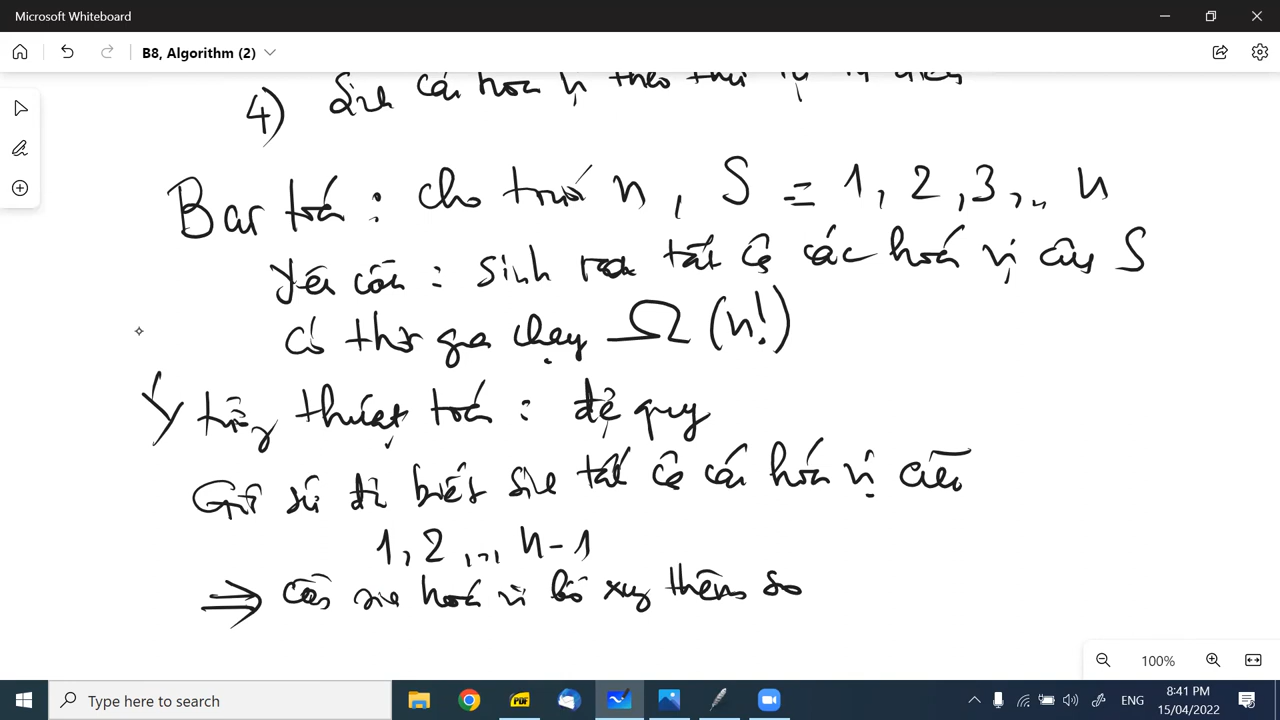 Microsoft Whiteboard
B8, Algorithm (2)
4) Sinh các hoán vị theo thứ tự từ điển
Bài toán : cho trước n , S = 1, 2, 3, .. n
Yêu cầu : sinh ra tất cả các hoán vị của S
Có thời gian chạy Ω (n!)
Ý tưởng thuật toán : đệ quy
Giả sử đã biết sinh tất cả các hoán vị của
1, 2 , .., n-1
⇒ cần sinh hoán vị bổ xung thêm số
100%
Type here to search
PDF
ENG
8:41 PM
15/04/2022